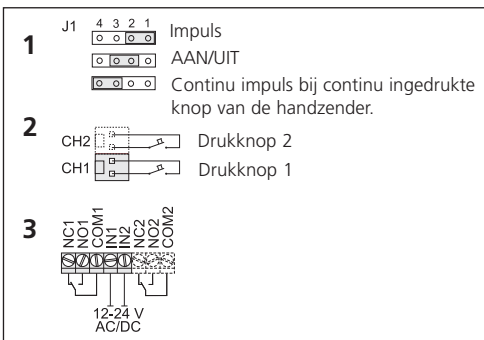 1
J1 4 3 2 1 Impuls
AAN/UIT
Continu impuls bij continu ingedrukte
knop van de handzender.
2
CH2 Drukknop 2
CH1 Drukknop 1
3
NC1 NO1 COM1 IN1 IN2 NC2 NO2 COM2
12-24 V
AC/DC